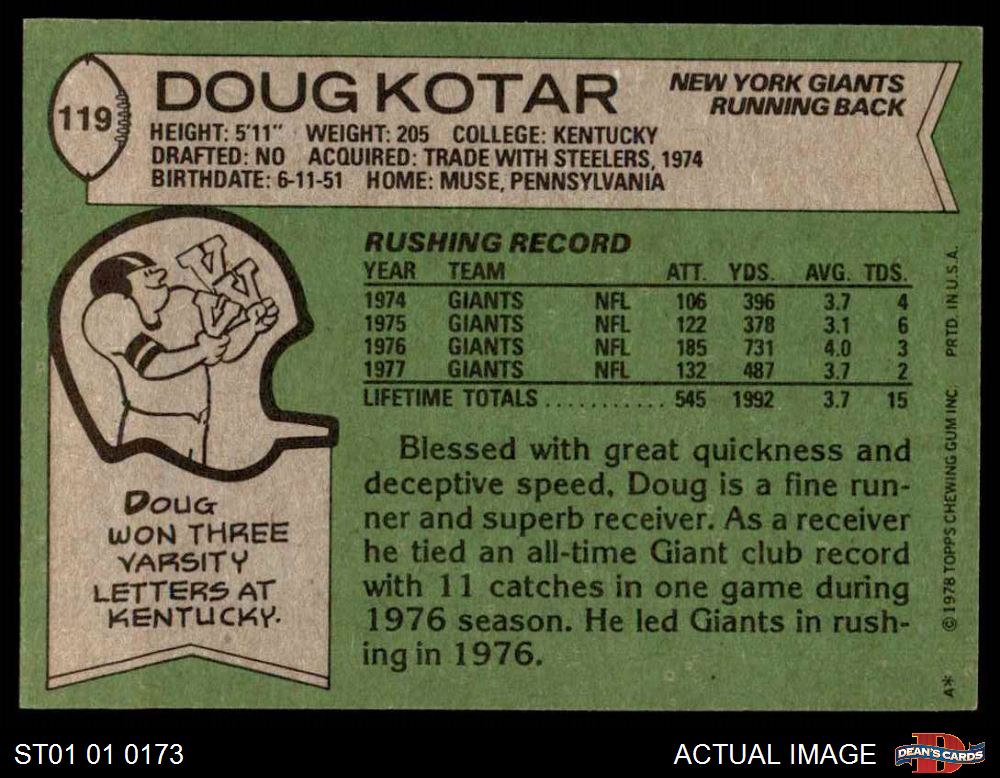 119
DOUG KOTAR
NEW YORK GIANTS
RUNNING BACK
HEIGHT: 5'11" WEIGHT: 205 COLLEGE: KENTUCKY
DRAFTED: NO ACQUIRED: TRADE WITH STEELERS, 1974
BIRTHDATE: 6-11-51 HOME: MUSE, PENNSYLVANIA
V V V
DOUG
WON THREE
VARSITY
LETTERS AT
KENTUCKY.
RUSHING RECORD
YEAR TEAM ATT. YDS. AVG. TDS.
1974 GIANTS NFL 106 396 3.7 4
1975 GIANTS NFL 122 378 3.1 6
1976 GIANTS NFL 185 731 4.0 3
1977 GIANTS NFL 132 487 3.7 2
LIFETIME TOTALS........... 545 1992 3.7 15
Blessed with great quickness and
deceptive speed, Doug is a fine run-
ner and superb receiver. As a receiver
he tied an all-time Giant club record
with 11 catches in one game during
1976 season. He led Giants in rush-
ing in 1976.
A* ©1978 TOPPS CHEWING GUM INC. PRTD. IN U.S.A.
ST01 01 0173
ACTUAL IMAGE
D
DEAN'S CARDS